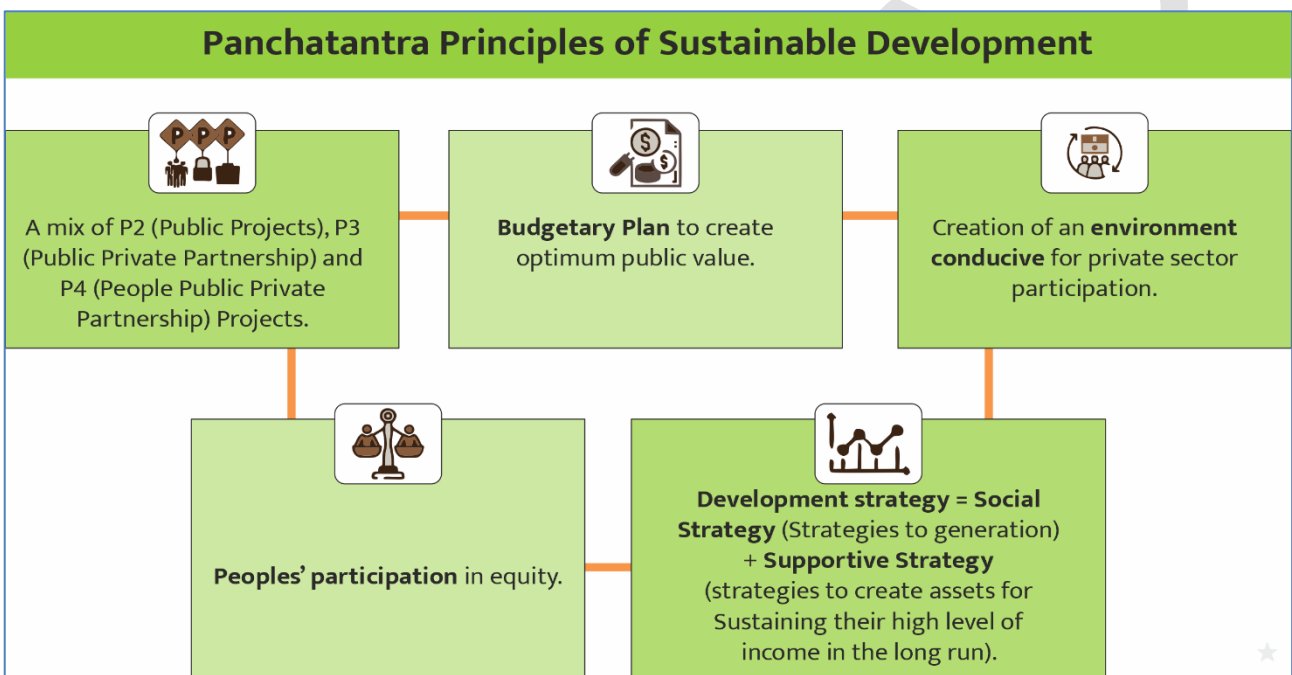 Panchatantra Principles of Sustainable Development
P P P
A mix of P2 (Public Projects), P3
(Public Private Partnership) and
P4 (People Public Private
Partnership) Projects.
$
$
Budgetary Plan to create
optimum public value.
Creation of an environment
conducive for private sector
participation.
Peoples’ participation in equity.
Development strategy = Social
Strategy (Strategies to generation)
+ Supportive Strategy
(strategies to create assets for
Sustaining their high level of
income in the long run).